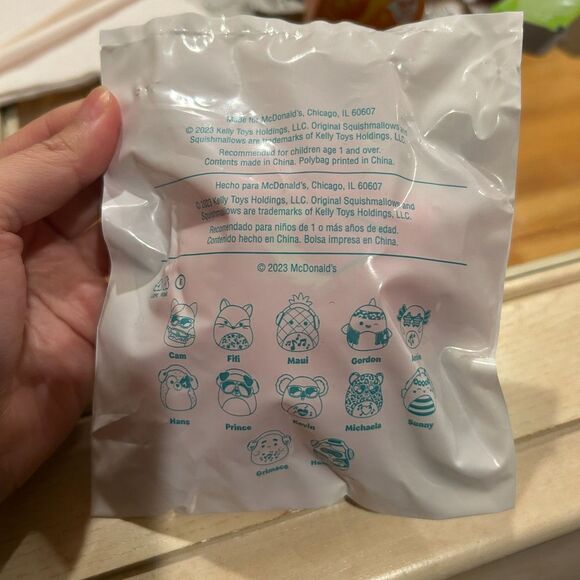 Made for McDonald's, Chicago, IL 60607
© 2023 Kelly Toys Holdings, LLC. Original Squishmallows and
Squishmallows are trademarks of Kelly Toys Holdings, LLC.
Recommended for children age 1 and over.
Contents made in China. Polybag printed in China.
Hecho para McDonald's, Chicago, IL 60607
© 2023 Kelly Toys Holdings, LLC. Original Squishmallows and
Squishmallows are trademarks of Kelly Toys Holdings, LLC.
Recomendado para niños de 1 o más años de edad.
Contenido hecho en China. Bolsa impresa en China.
© 2023 McDonald's
Cam Fifi Maui Gordon
Hans Prince Kevin Michaela Sunny
Grimace